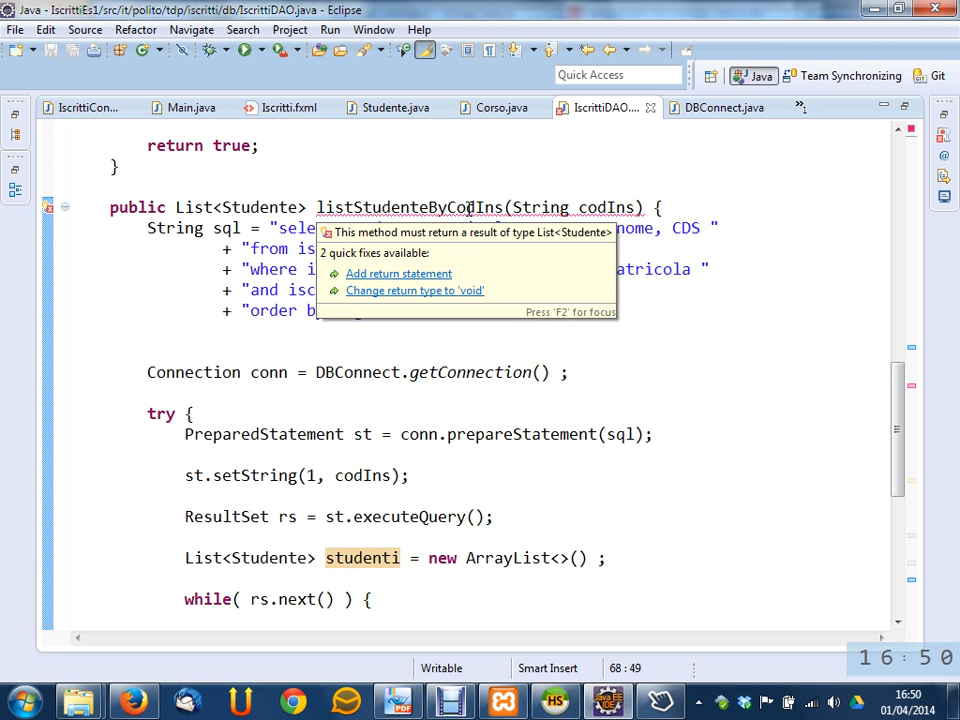 Java - IscrittiEs1/src/it/polito/tdp/iscritti/db/IscrittiDAO.java - Eclipse
File Edit Source Refactor Navigate Search Project Run Window Help
Quick Access
Java
Team Synchronizing
Git
IscrittiCon...
Main.java
Iscritti.fxml
Studente.java
Corso.java
IscrittiDAO....
DBConnect.java
»1
return true;
}
public List<Studente> listStudenteByCodIns(String codIns) {
String sql = "sele nome, CDS "
+ "from is
+ "where i atricola "
+ "and isc
+ "order b
This method must return a result of type List<Studente>
2 quick fixes available:
Add return statement
Change return type to 'void'
Press 'F2' for focus
Connection conn = DBConnect.getConnection() ;
try {
PreparedStatement st = conn.prepareStatement(sql);
st.setString(1, codIns);
ResultSet rs = st.executeQuery();
List<Studente> studenti = new ArrayList<>() ;
while( rs.next() ) {
16:50
Writable
Smart Insert
68 : 49
PDF
HS
Java EE
IDE
16:50
01/04/2014